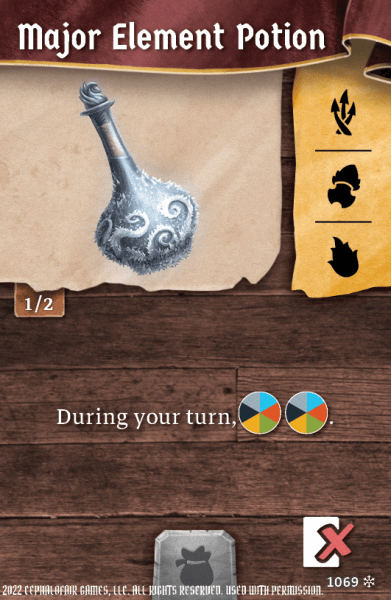 Major Element Potion
1/2
During your turn, .
1069
2022 CEPHALOFAIR GAMES, LLC. ALL RIGHTS RESERVED. USED WITH PERMISSION.